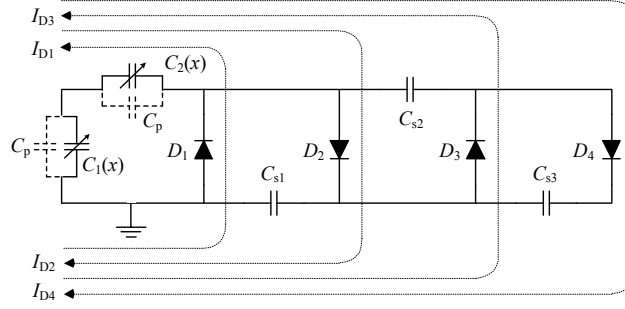 I_D3
I_D1
C_2(x)
C_p
C_s2
C_p
C_1(x)
D_1
D_2
D_3
D_4
C_s1
C_s3
I_D2
I_D4